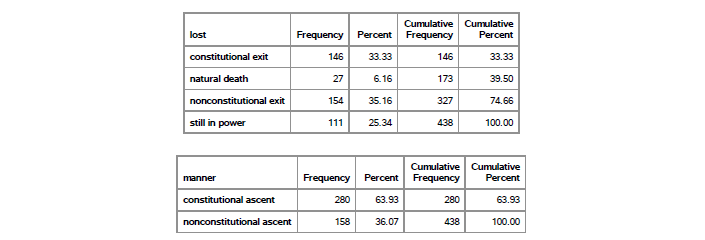 lost Frequency Percent Cumulative Frequency Cumulative Percent
constitutional exit 146 33.33 146 33.33
natural death 27 6.16 173 39.50
nonconstitutional exit 154 35.16 327 74.66
still in power 111 25.34 438 100.00
manner Frequency Percent Cumulative Frequency Cumulative Percent
constitutional ascent 280 63.93 280 63.93
nonconstitutional ascent 158 36.07 438 100.00